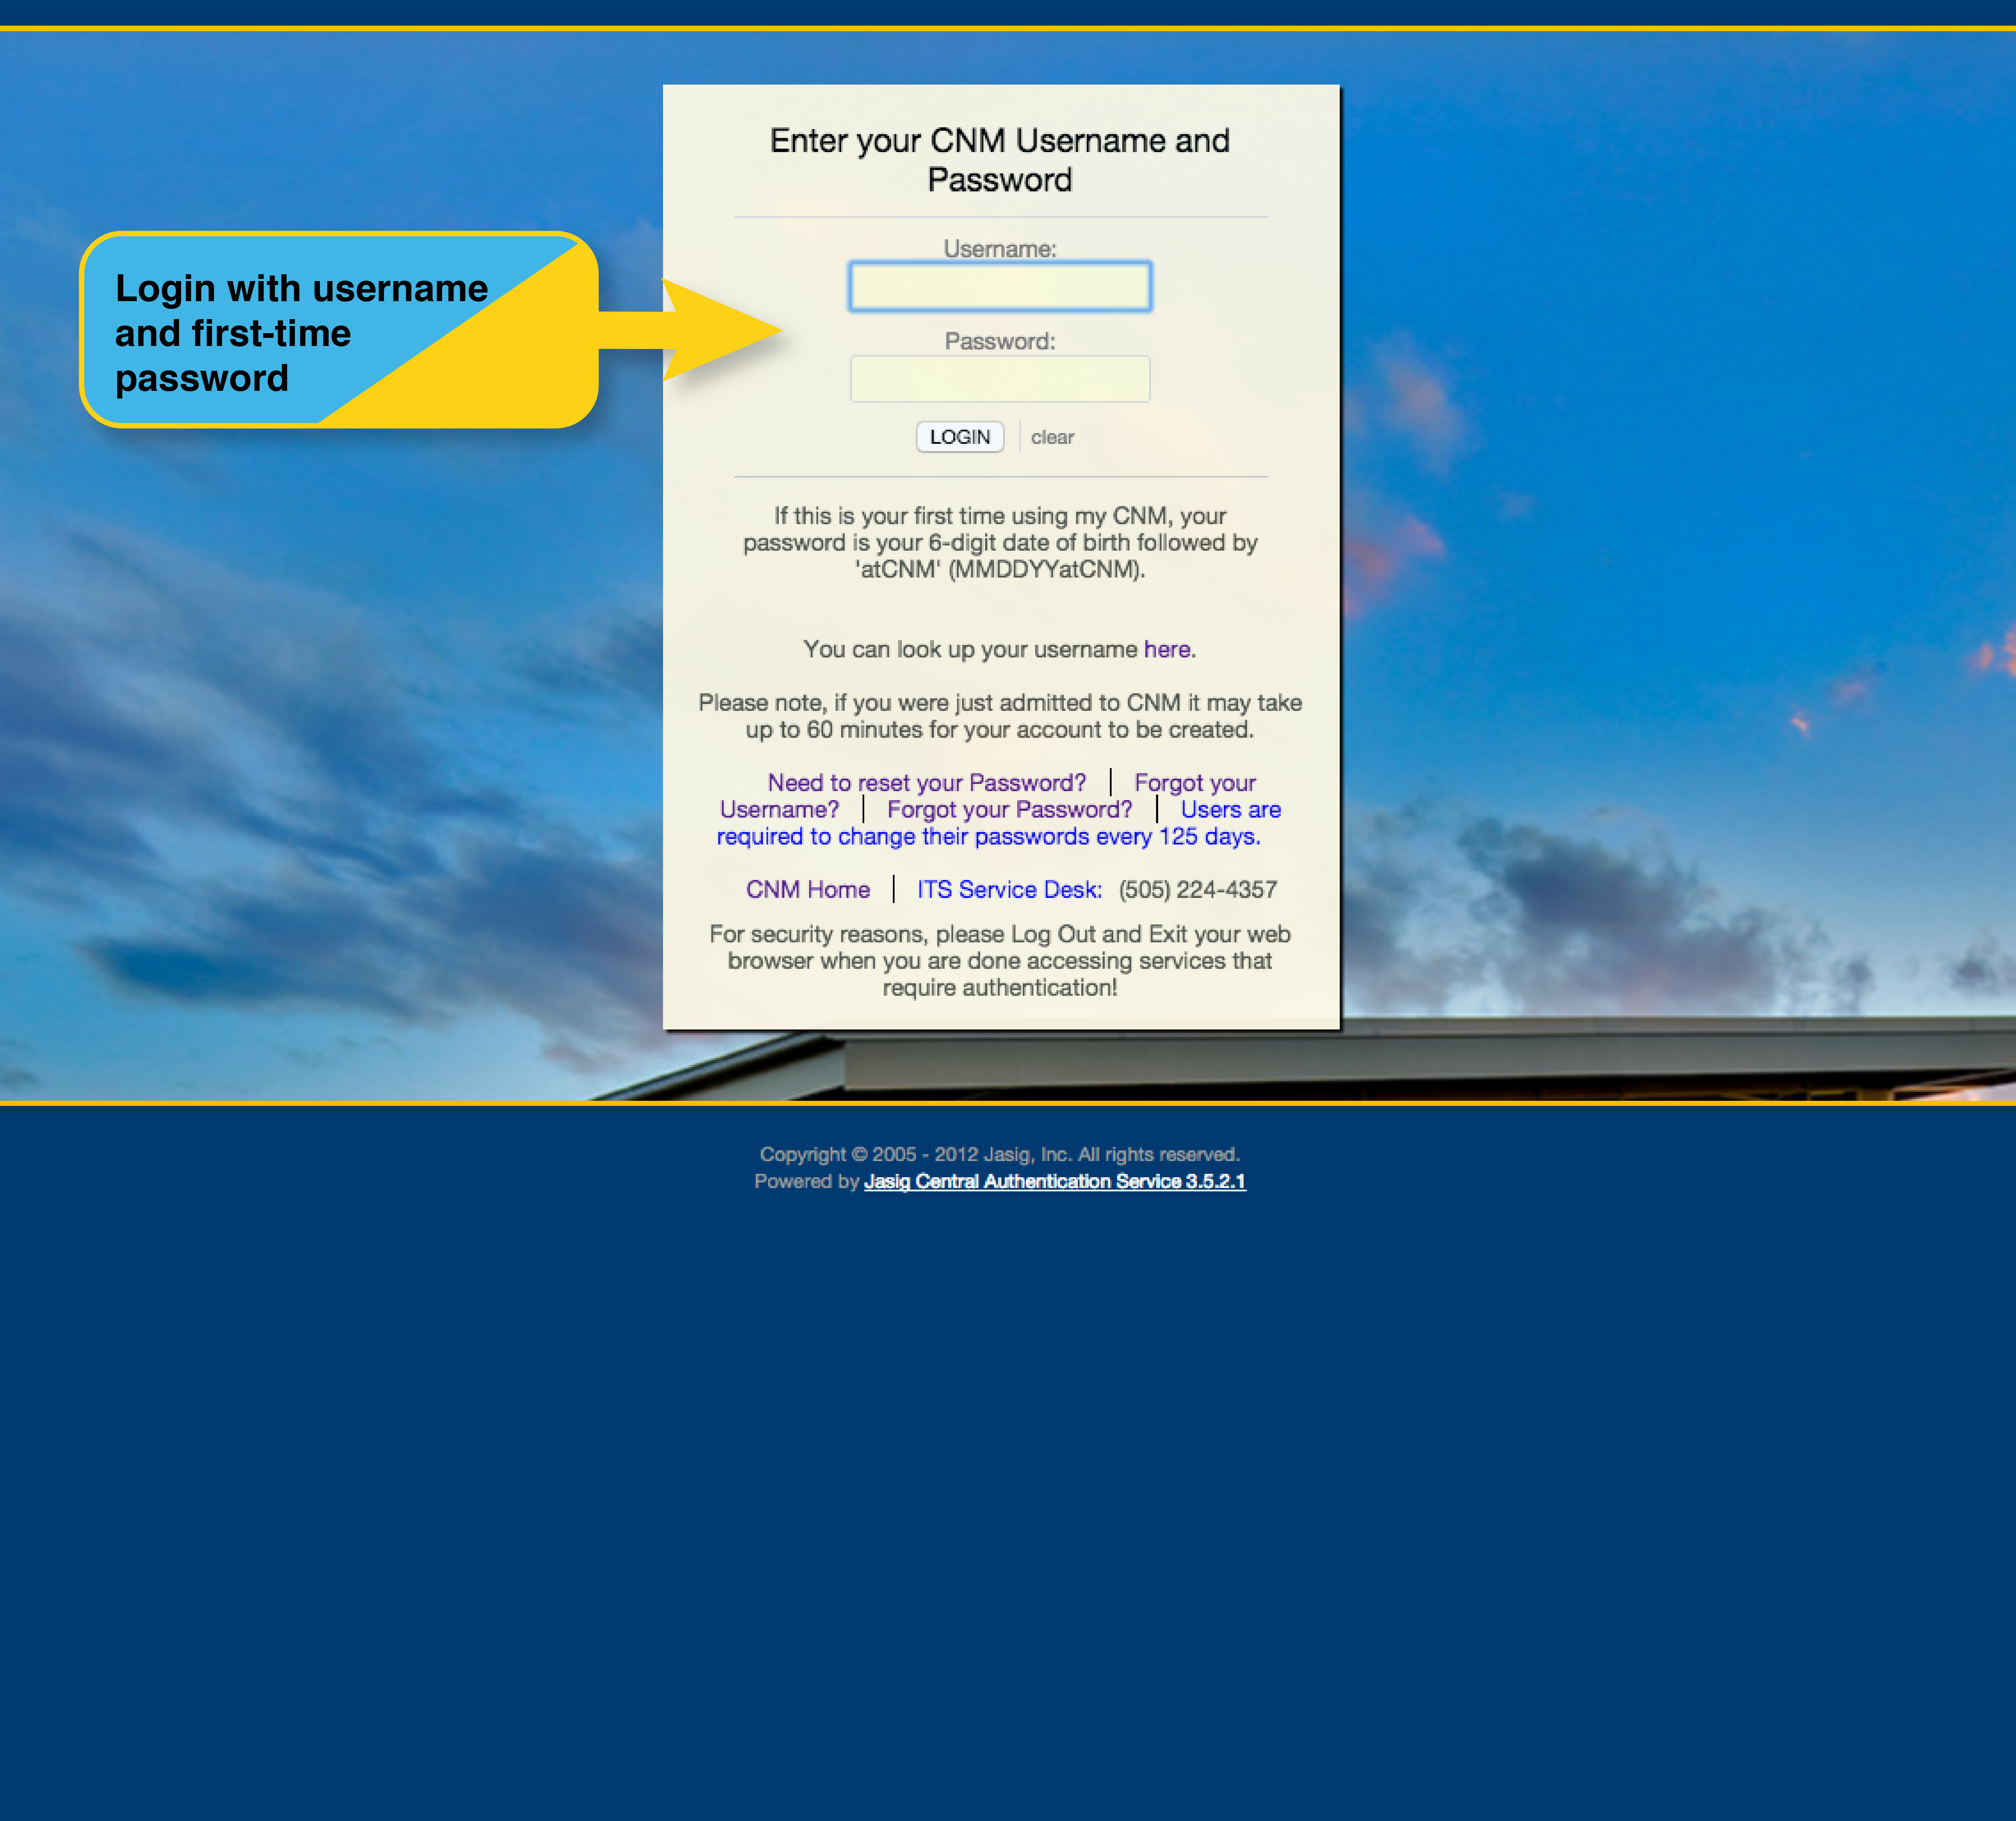 Enter your CNM Username and
Password
Login with username
and first-time
password
Username:
Password:
LOGIN clear
If this is your first time using my CNM, your
password is your 6-digit date of birth followed by
'atCNM' (MMDDYYatCNM).
You can look up your username here.
Please note, if you were just admitted to CNM it may take
up to 60 minutes for your account to be created.
Need to reset your Password? | Forgot your
Username? | Forgot your Password? | Users are
required to change their passwords every 125 days.
CNM Home | ITS Service Desk: (505) 224-4357
For security reasons, please Log Out and Exit your web
browser when you are done accessing services that
require authentication!
Copyright © 2005 - 2012 Jasig, Inc. All rights reserved.
Powered by Jasig Central Authentication Service 3.5.2.1